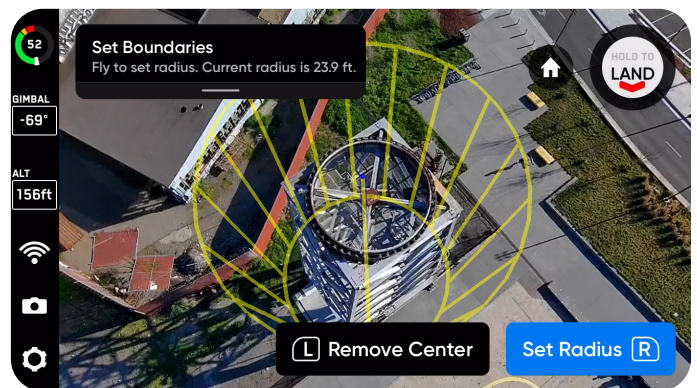 52
Set Boundaries
Fly to set radius. Current radius is 23.9 ft.
HOLD TO
LAND
GIMBAL
-69°
ALT
156ft
L Remove Center
Set Radius R